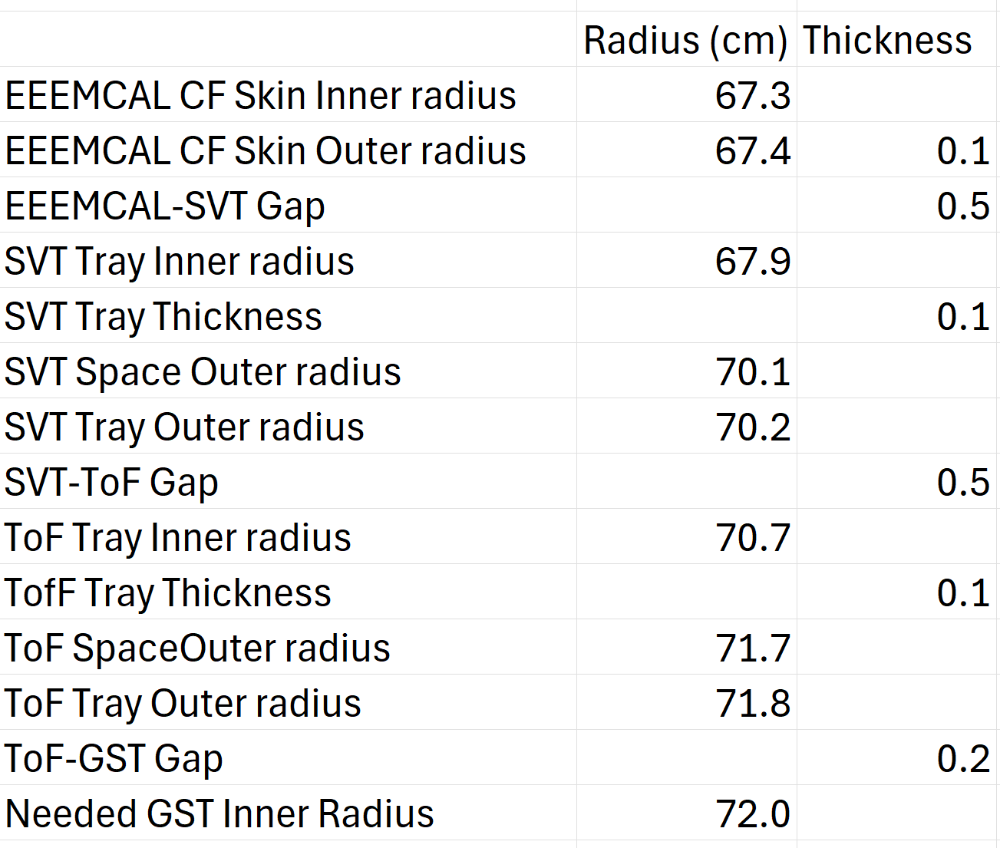 Radius (cm) Thickness
EEEMCAL CF Skin Inner radius 67.3
EEEMCAL CF Skin Outer radius 67.4 0.1
EEEMCAL-SVT Gap 0.5
SVT Tray Inner radius 67.9
SVT Tray Thickness 0.1
SVT Space Outer radius 70.1
SVT Tray Outer radius 70.2
SVT-ToF Gap 0.5
ToF Tray Inner radius 70.7
TofF Tray Thickness 0.1
ToF SpaceOuter radius 71.7
ToF Tray Outer radius 71.8
ToF-GST Gap 0.2
Needed GST Inner Radius 72.0